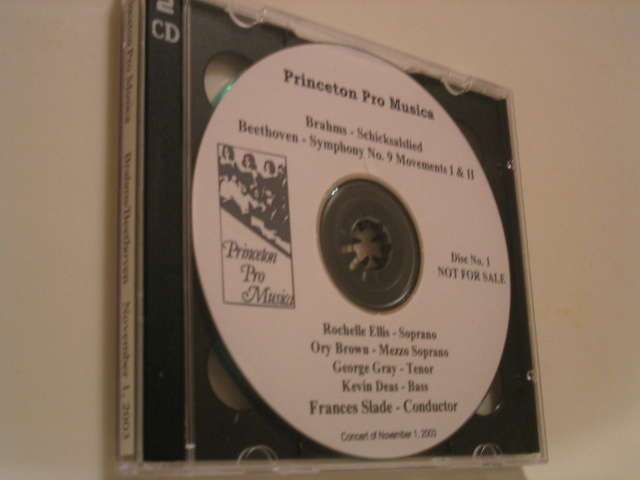 2
CD
Princeton Pro Musica Brahms/Beethoven November 1, 2003
Princeton Pro Musica
Brahms - Schicksalslied
Beethoven - Symphony No. 9 Movements I & II
Princeton
Pro
Musica
Disc No. 1
NOT FOR SALE
Rochelle Ellis - Soprano
Ory Brown - Mezzo Soprano
George Gray - Tenor
Kevin Deas - Bass
Frances Slade - Conductor
Concert of November 1, 2003